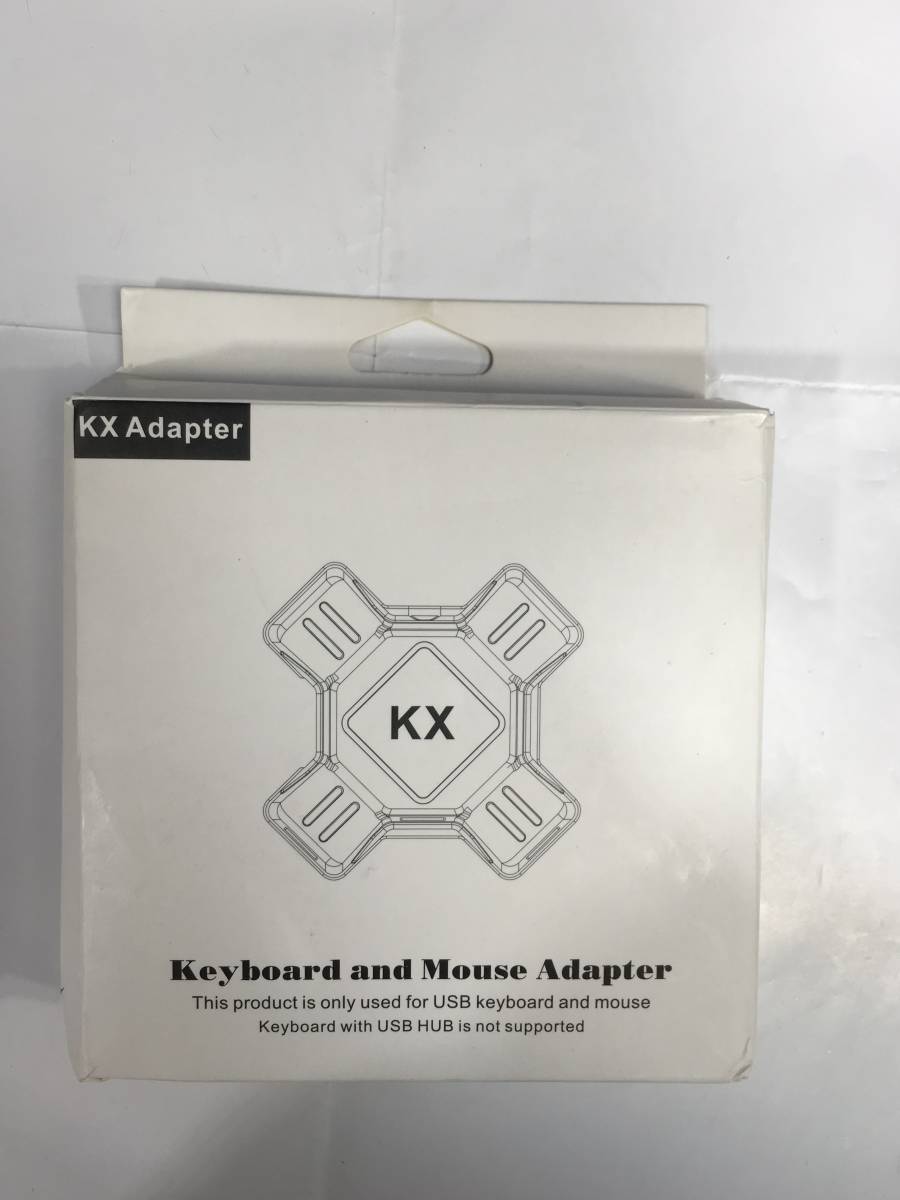 KX Adapter
KX
Keyboard and Mouse Adapter
This product is only used for USB keyboard and mouse
Keyboard with USB HUB is not supported